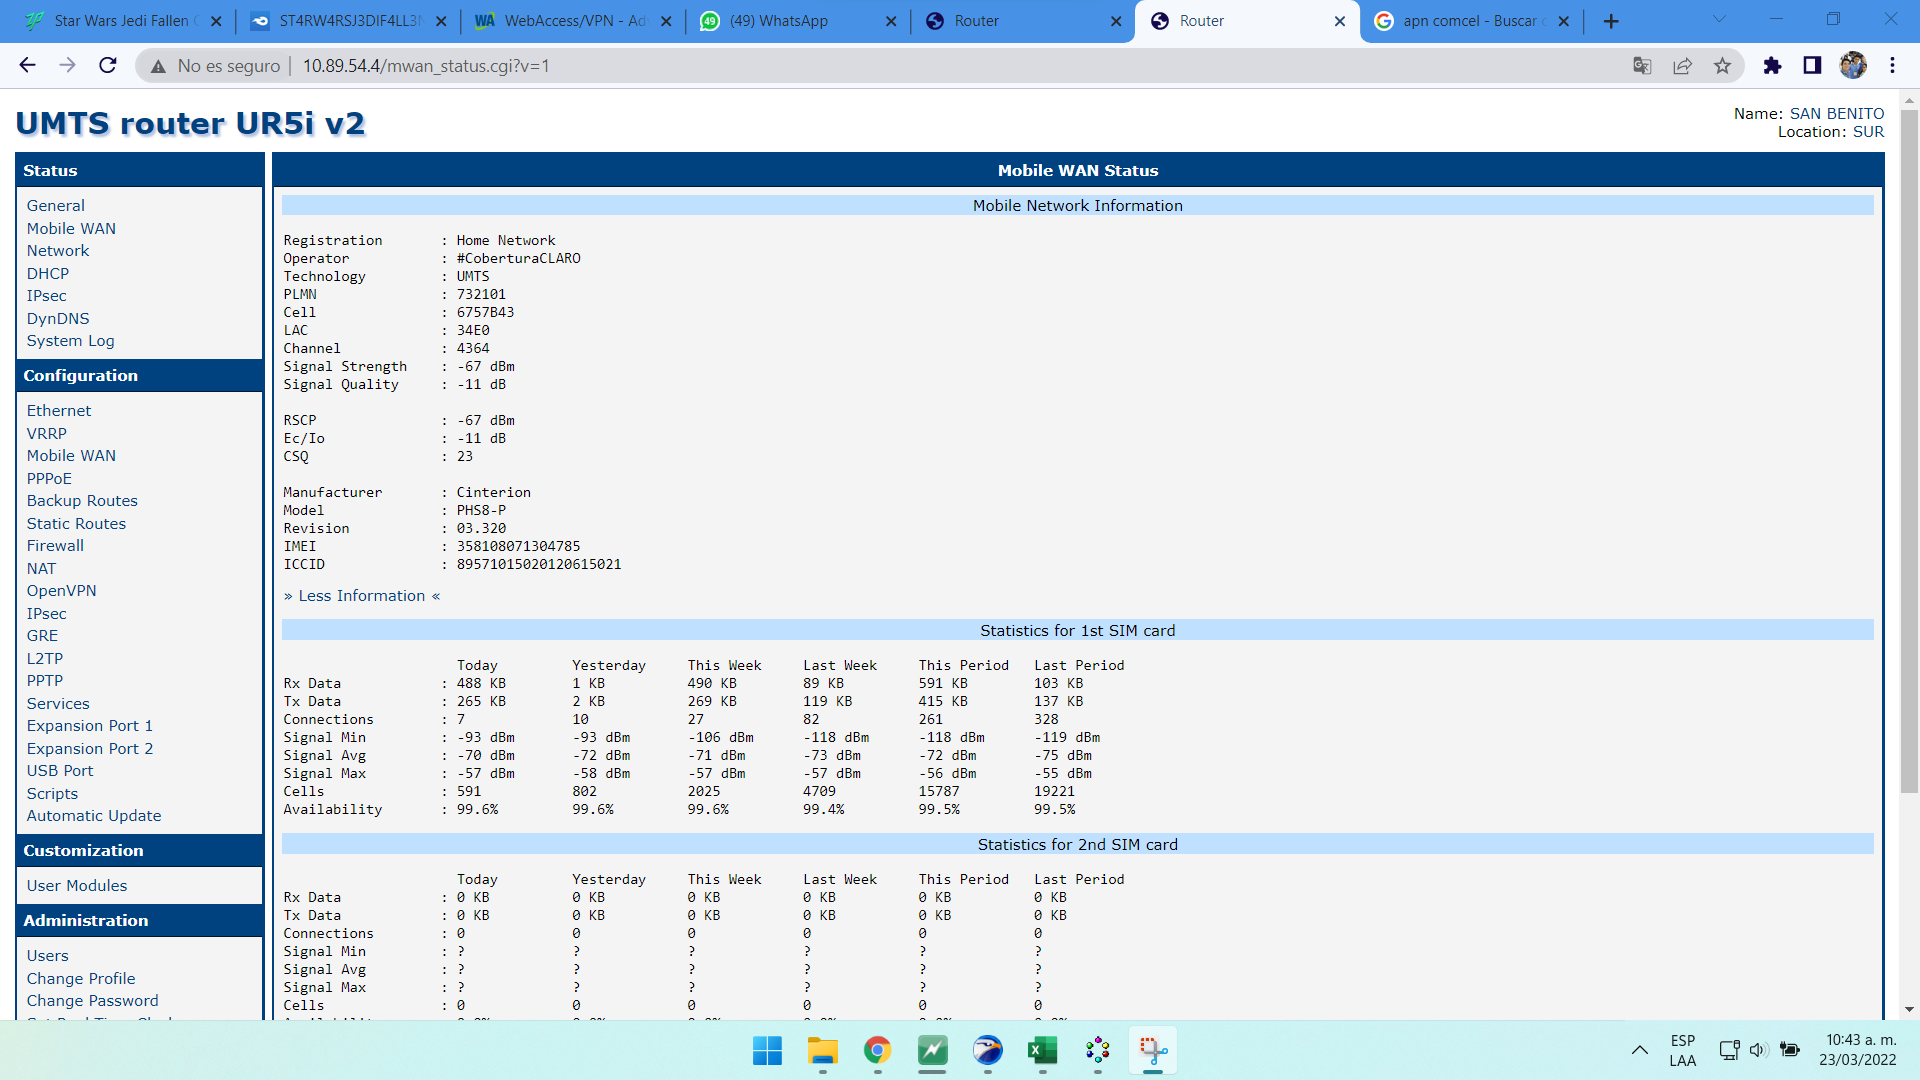 Star Wars Jedi Fallen
ST4RW4RSJ3DIF4LL3
WA WebAccess/VPN - Ad
49 (49) WhatsApp
Router
Router
apn comcel - Buscar
No es seguro | 10.89.54.4/mwan_status.cgi?v=1
UMTS router UR5i v2
Name: SAN BENITO
Location: SUR
Status
General
Mobile WAN
Network
DHCP
IPsec
DynDNS
System Log
Configuration
Ethernet
VRRP
Mobile WAN
PPPoE
Backup Routes
Static Routes
Firewall
NAT
OpenVPN
IPsec
GRE
L2TP
PPTP
Services
Expansion Port 1
Expansion Port 2
USB Port
Scripts
Automatic Update
Customization
User Modules
Administration
Users
Change Profile
Change Password
Mobile WAN Status
Mobile Network Information
Registration : Home Network
Operator : #CoberturaCLARO
Technology : UMTS
PLMN : 732101
Cell : 6757B43
LAC : 34E0
Channel : 4364
Signal Strength : -67 dBm
Signal Quality : -11 dB
RSCP : -67 dBm
Ec/Io : -11 dB
CSQ : 23
Manufacturer : Cinterion
Model : PHS8-P
Revision : 03.320
IMEI : 358108071304785
ICCID : 89571015020120615021
» Less Information «
Statistics for 1st SIM card
Today Yesterday This Week Last Week This Period Last Period
Rx Data : 488 KB 1 KB 490 KB 89 KB 591 KB 103 KB
Tx Data : 265 KB 2 KB 269 KB 119 KB 415 KB 137 KB
Connections : 7 10 27 82 261 328
Signal Min : -93 dBm -93 dBm -106 dBm -118 dBm -118 dBm -119 dBm
Signal Avg : -70 dBm -72 dBm -71 dBm -73 dBm -72 dBm -75 dBm
Signal Max : -57 dBm -58 dBm -57 dBm -57 dBm -56 dBm -55 dBm
Cells : 591 802 2025 4709 15787 19221
Availability : 99.6% 99.6% 99.6% 99.4% 99.5% 99.5%
Statistics for 2nd SIM card
Today Yesterday This Week Last Week This Period Last Period
Rx Data : 0 KB 0 KB 0 KB 0 KB 0 KB 0 KB
Tx Data : 0 KB 0 KB 0 KB 0 KB 0 KB 0 KB
Connections : 0 0 0 0 0 0
Signal Min : ? ? ? ? ? ?
Signal Avg : ? ? ? ? ? ?
Signal Max : ? ? ? ? ? ?
Cells : 0 0 0 0 0 0
ESP
LAA
10:43 a. m.
23/03/2022